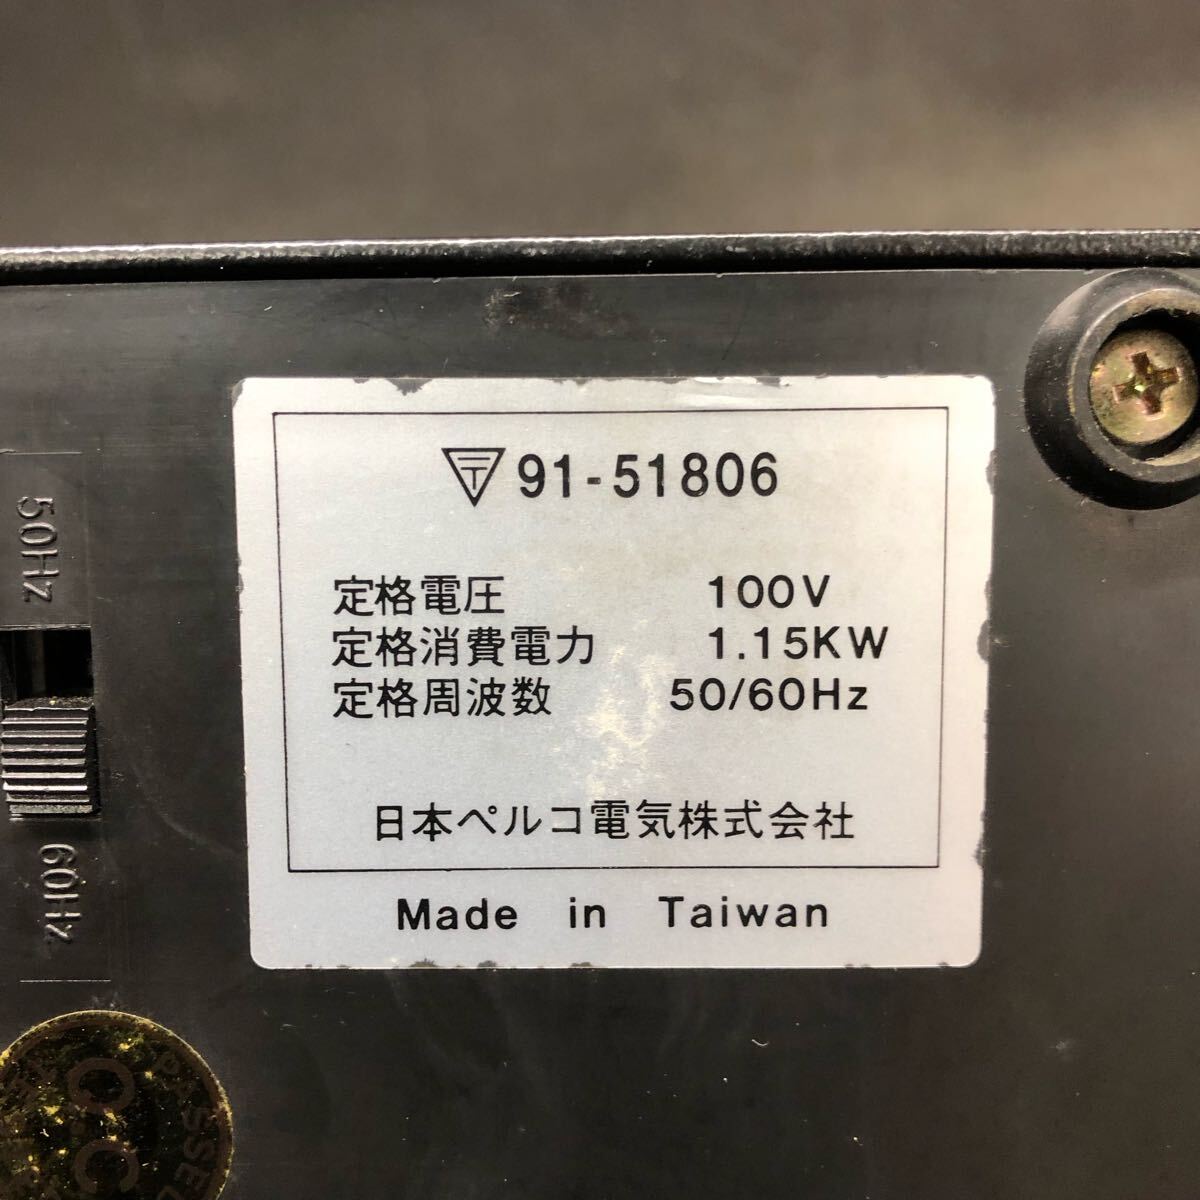 91-51806
定格電圧 100V
定格消費電力 1.15KW
定格周波数 50/60Hz
日本ペルコ電気株式会社
Made in Taiwan
50Hz
60Hz
Q.C
PASSED